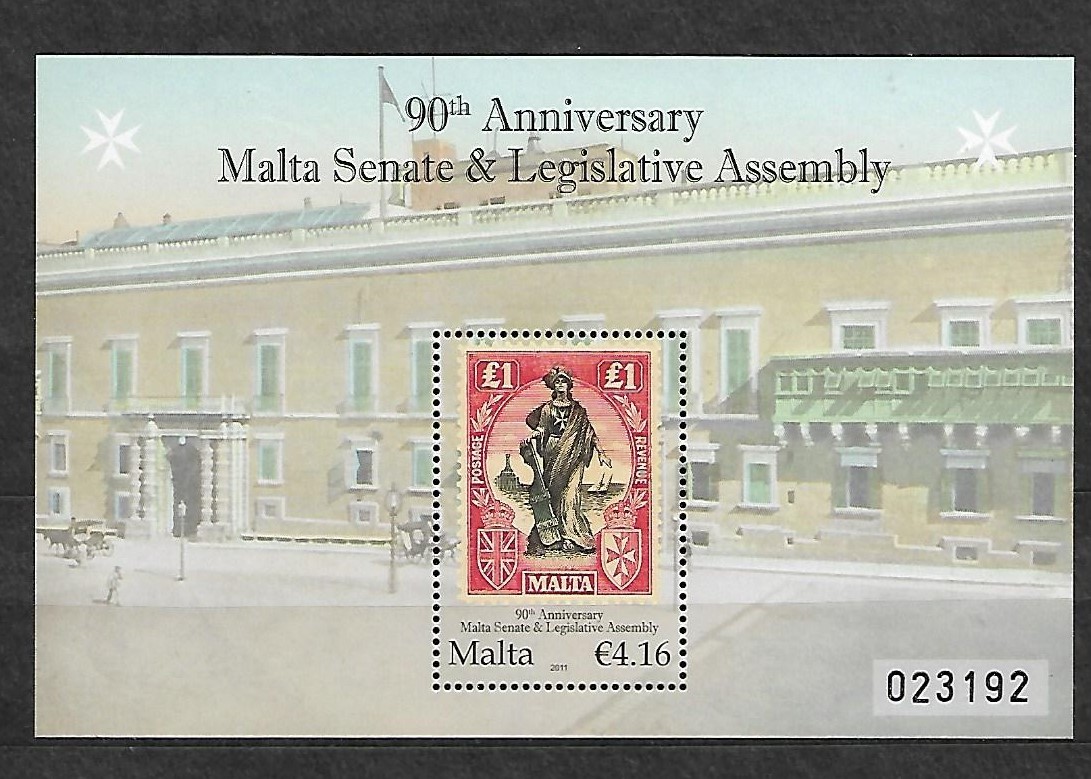 90th Anniversary
Malta Senate & Legislative Assembly
£1 £1
POSTAGE
REVENUE
MALTA
90th Anniversary
Malta Senate & Legislative Assembly
Malta 2011 €4.16
023192